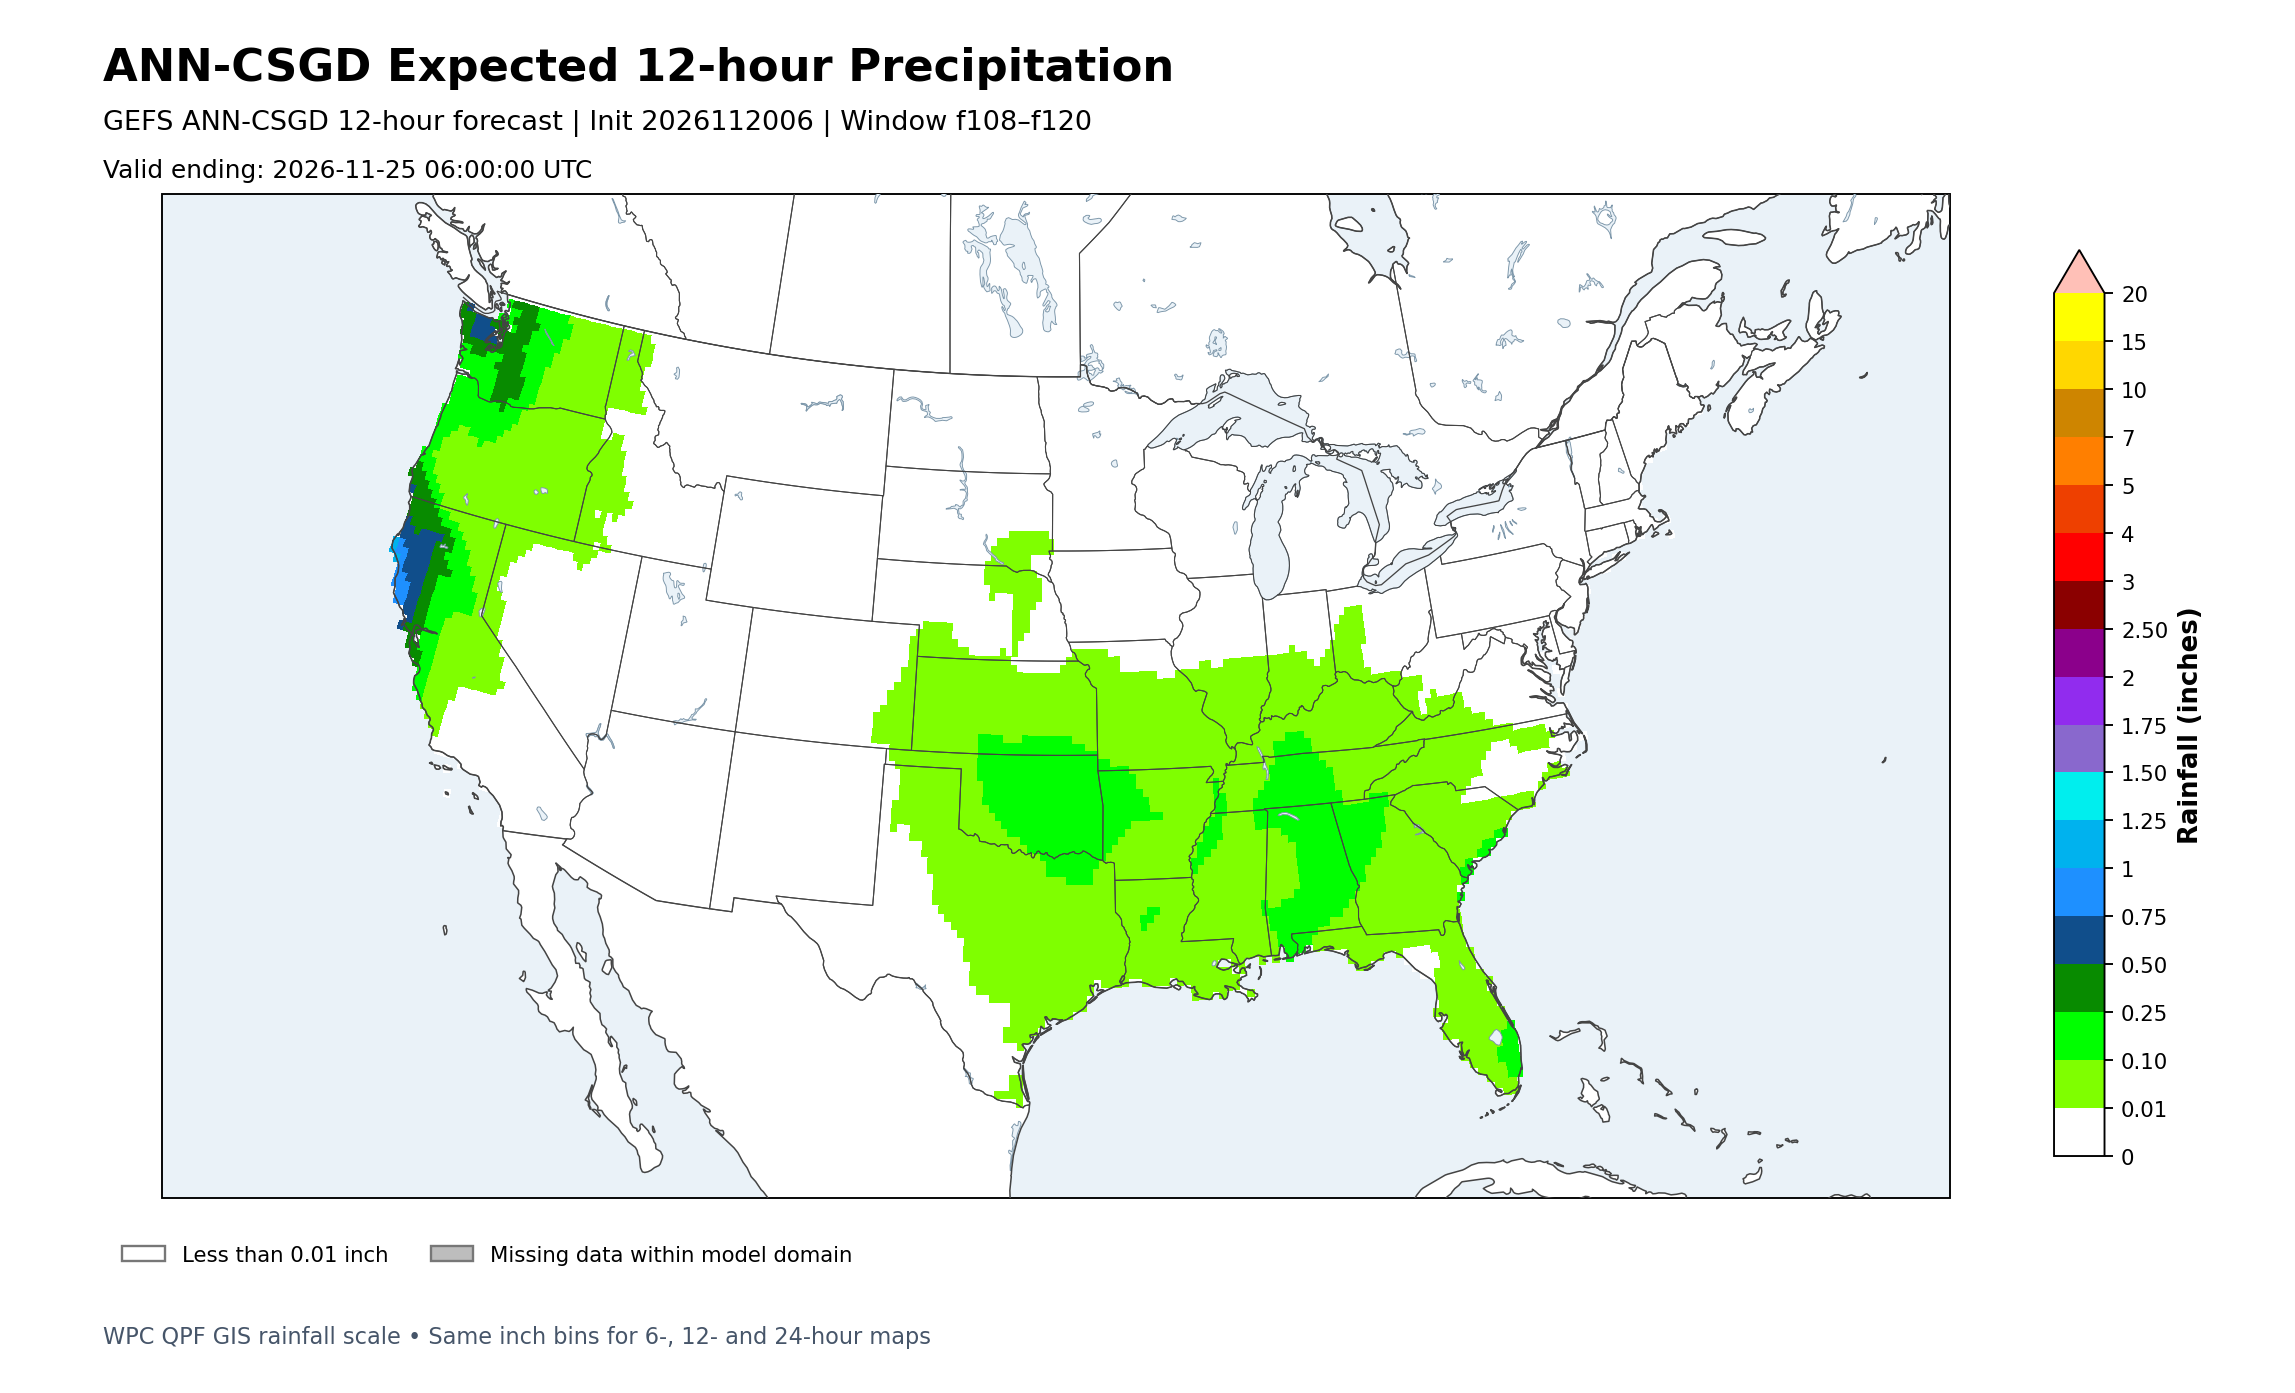 ANN-CSGD Expected 12-hour Precipitation
GEFS ANN-CSGD 12-hour forecast | Init 2026112006 | Window f108–f120
Valid ending: 2026-11-25 06:00:00 UTC
20
15
10
7
5
4
3
2.50
2
1.75
1.50
1.25
1
0.75
0.50
0.25
0.10
0.01
0
Rainfall (inches)
Less than 0.01 inch
Missing data within model domain
WPC QPF GIS rainfall scale • Same inch bins for 6-, 12- and 24-hour maps